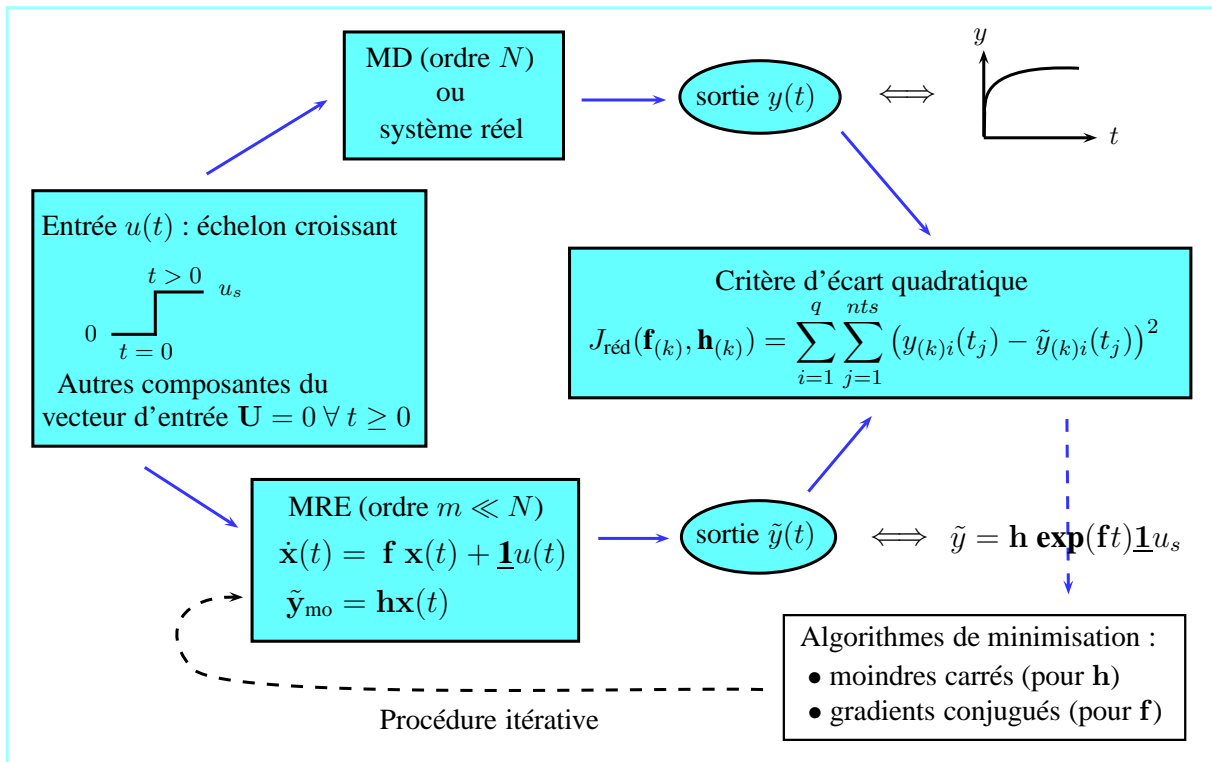 MD (ordre N)
ou
système réel
sortie y(t)
⟺
y
t
Entrée u(t) : échelon croissant
t > 0
u_s
0
t = 0
Autres composantes du
vecteur d'entrée U = 0 ∀ t ≥ 0
Critère d'écart quadratique
J_réd(f_(k), h_(k)) = ∑_{i=1}^{q} ∑_{j=1}^{nts} (y_(k)i(t_j) − ỹ_(k)i(t_j))²
MRE (ordre m ≪ N)
ẋ(t) = f x(t) + 1u(t)
ỹ_mo = hx(t)
sortie ỹ(t)
⟺ ỹ = h exp(ft)1u_s
Algorithmes de minimisation :
• moindres carrés (pour h)
• gradients conjugués (pour f)
Procédure itérative